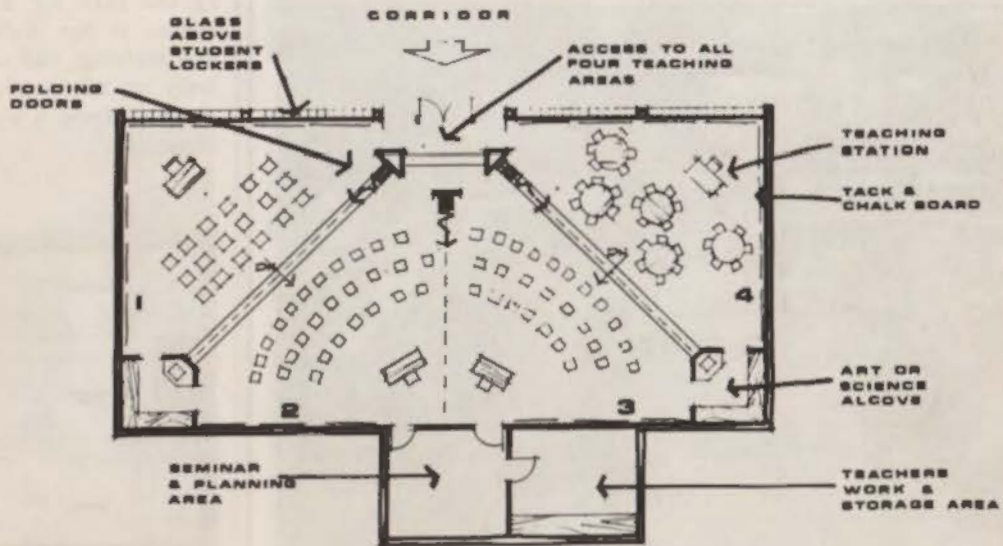 CORRIDOR
GLASS
ABOVE
STUDENT
LOCKERS
FOLDING
DOORS
ACCESS TO ALL
FOUR TEACHING
AREAS
TEACHING
STATION
TACK &
CHALK BOARD
1
4
2
3
ART OR
SCIENCE
ALCOVE
SEMINAR
& PLANNING
AREA
TEACHERS
WORK &
STORAGE AREA